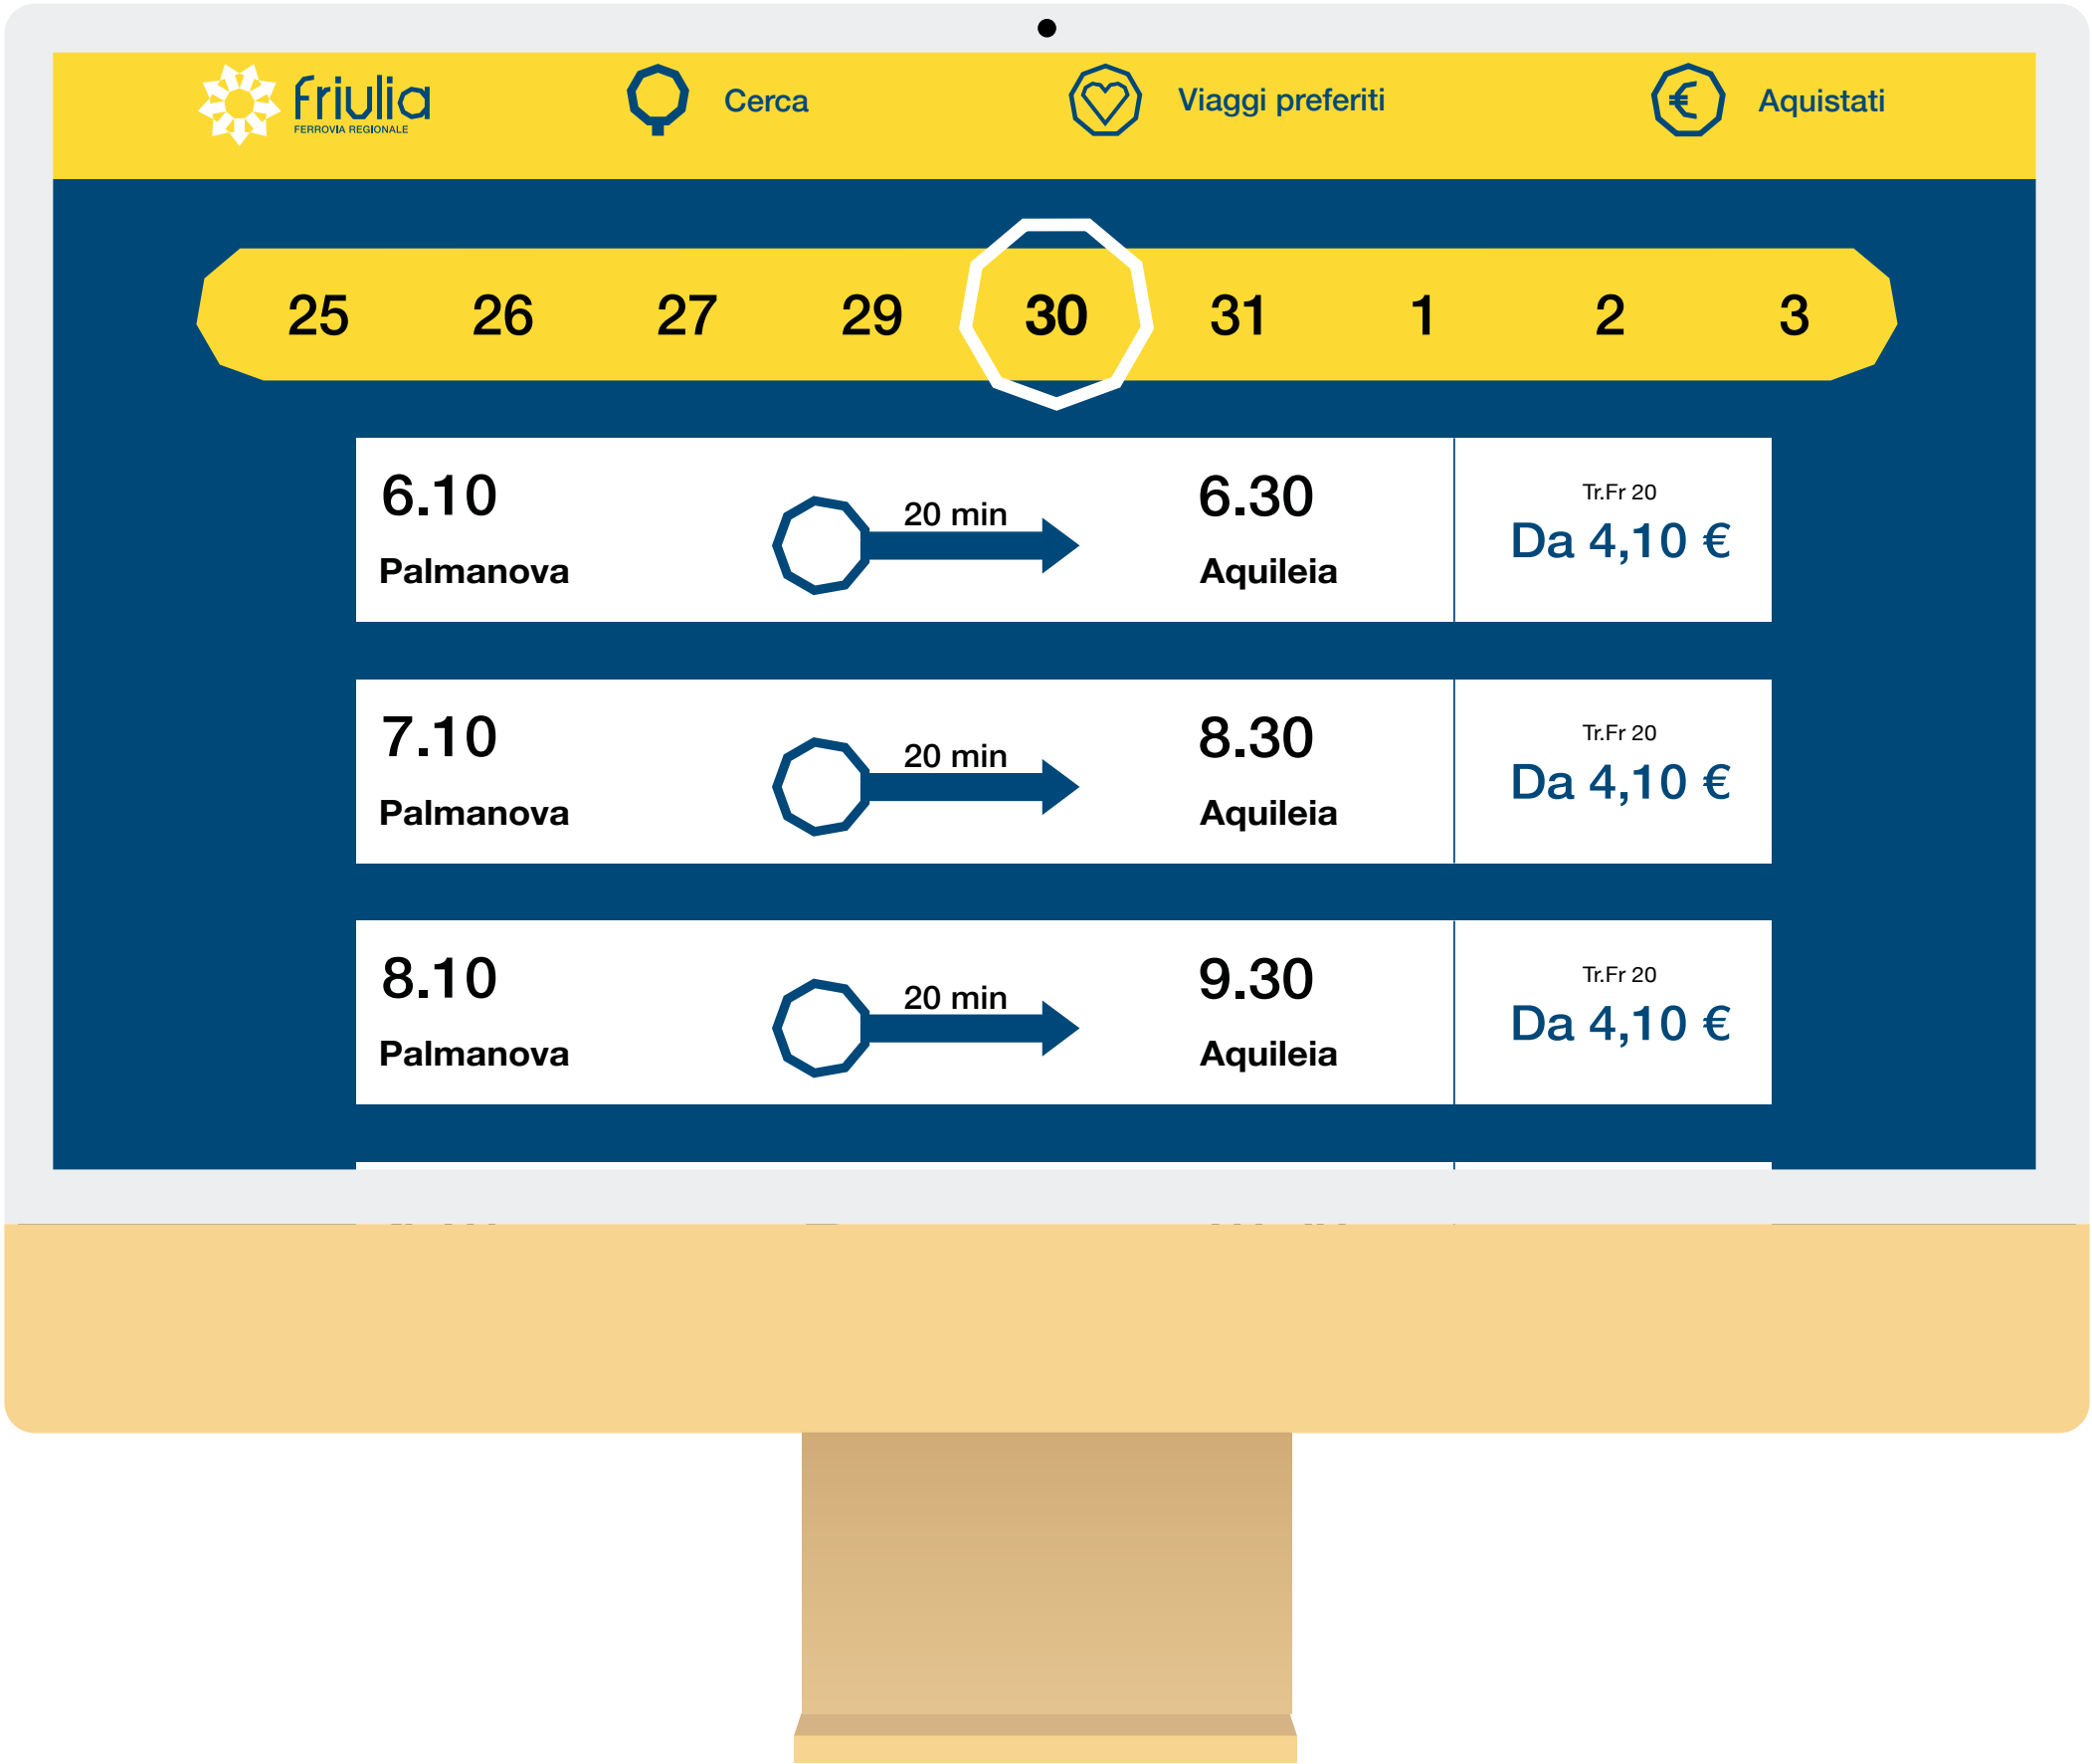 friulia
FERROVIA REGIONALE
Cerca
Viaggi preferiti
€
Aquistati
25 26 27 29 30 31 1 2 3
6.10
20 min
6.30
Tr.Fr 20
Da 4,10 €
Palmanova
Aquileia
7.10
20 min
8.30
Tr.Fr 20
Da 4,10 €
Palmanova
Aquileia
8.10
20 min
9.30
Tr.Fr 20
Da 4,10 €
Palmanova
Aquileia